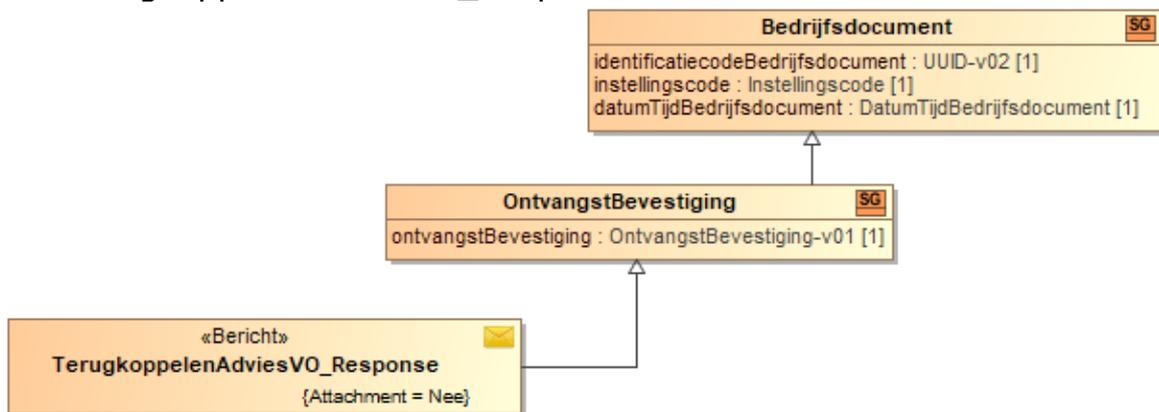 Bedrijfsdocument SG
identificatiecodeBedrijfsdocument : UUID-v02 [1]
instellingscode : Instellingscode [1]
datumTijdBedrijfsdocument : DatumTijdBedrijfsdocument [1]
OntvangstBevestiging SG
ontvangstBevestiging : OntvangstBevestiging-v01 [1]
«Bericht»
TerugkoppelenAdviesVO_Response
{Attachment = Nee}